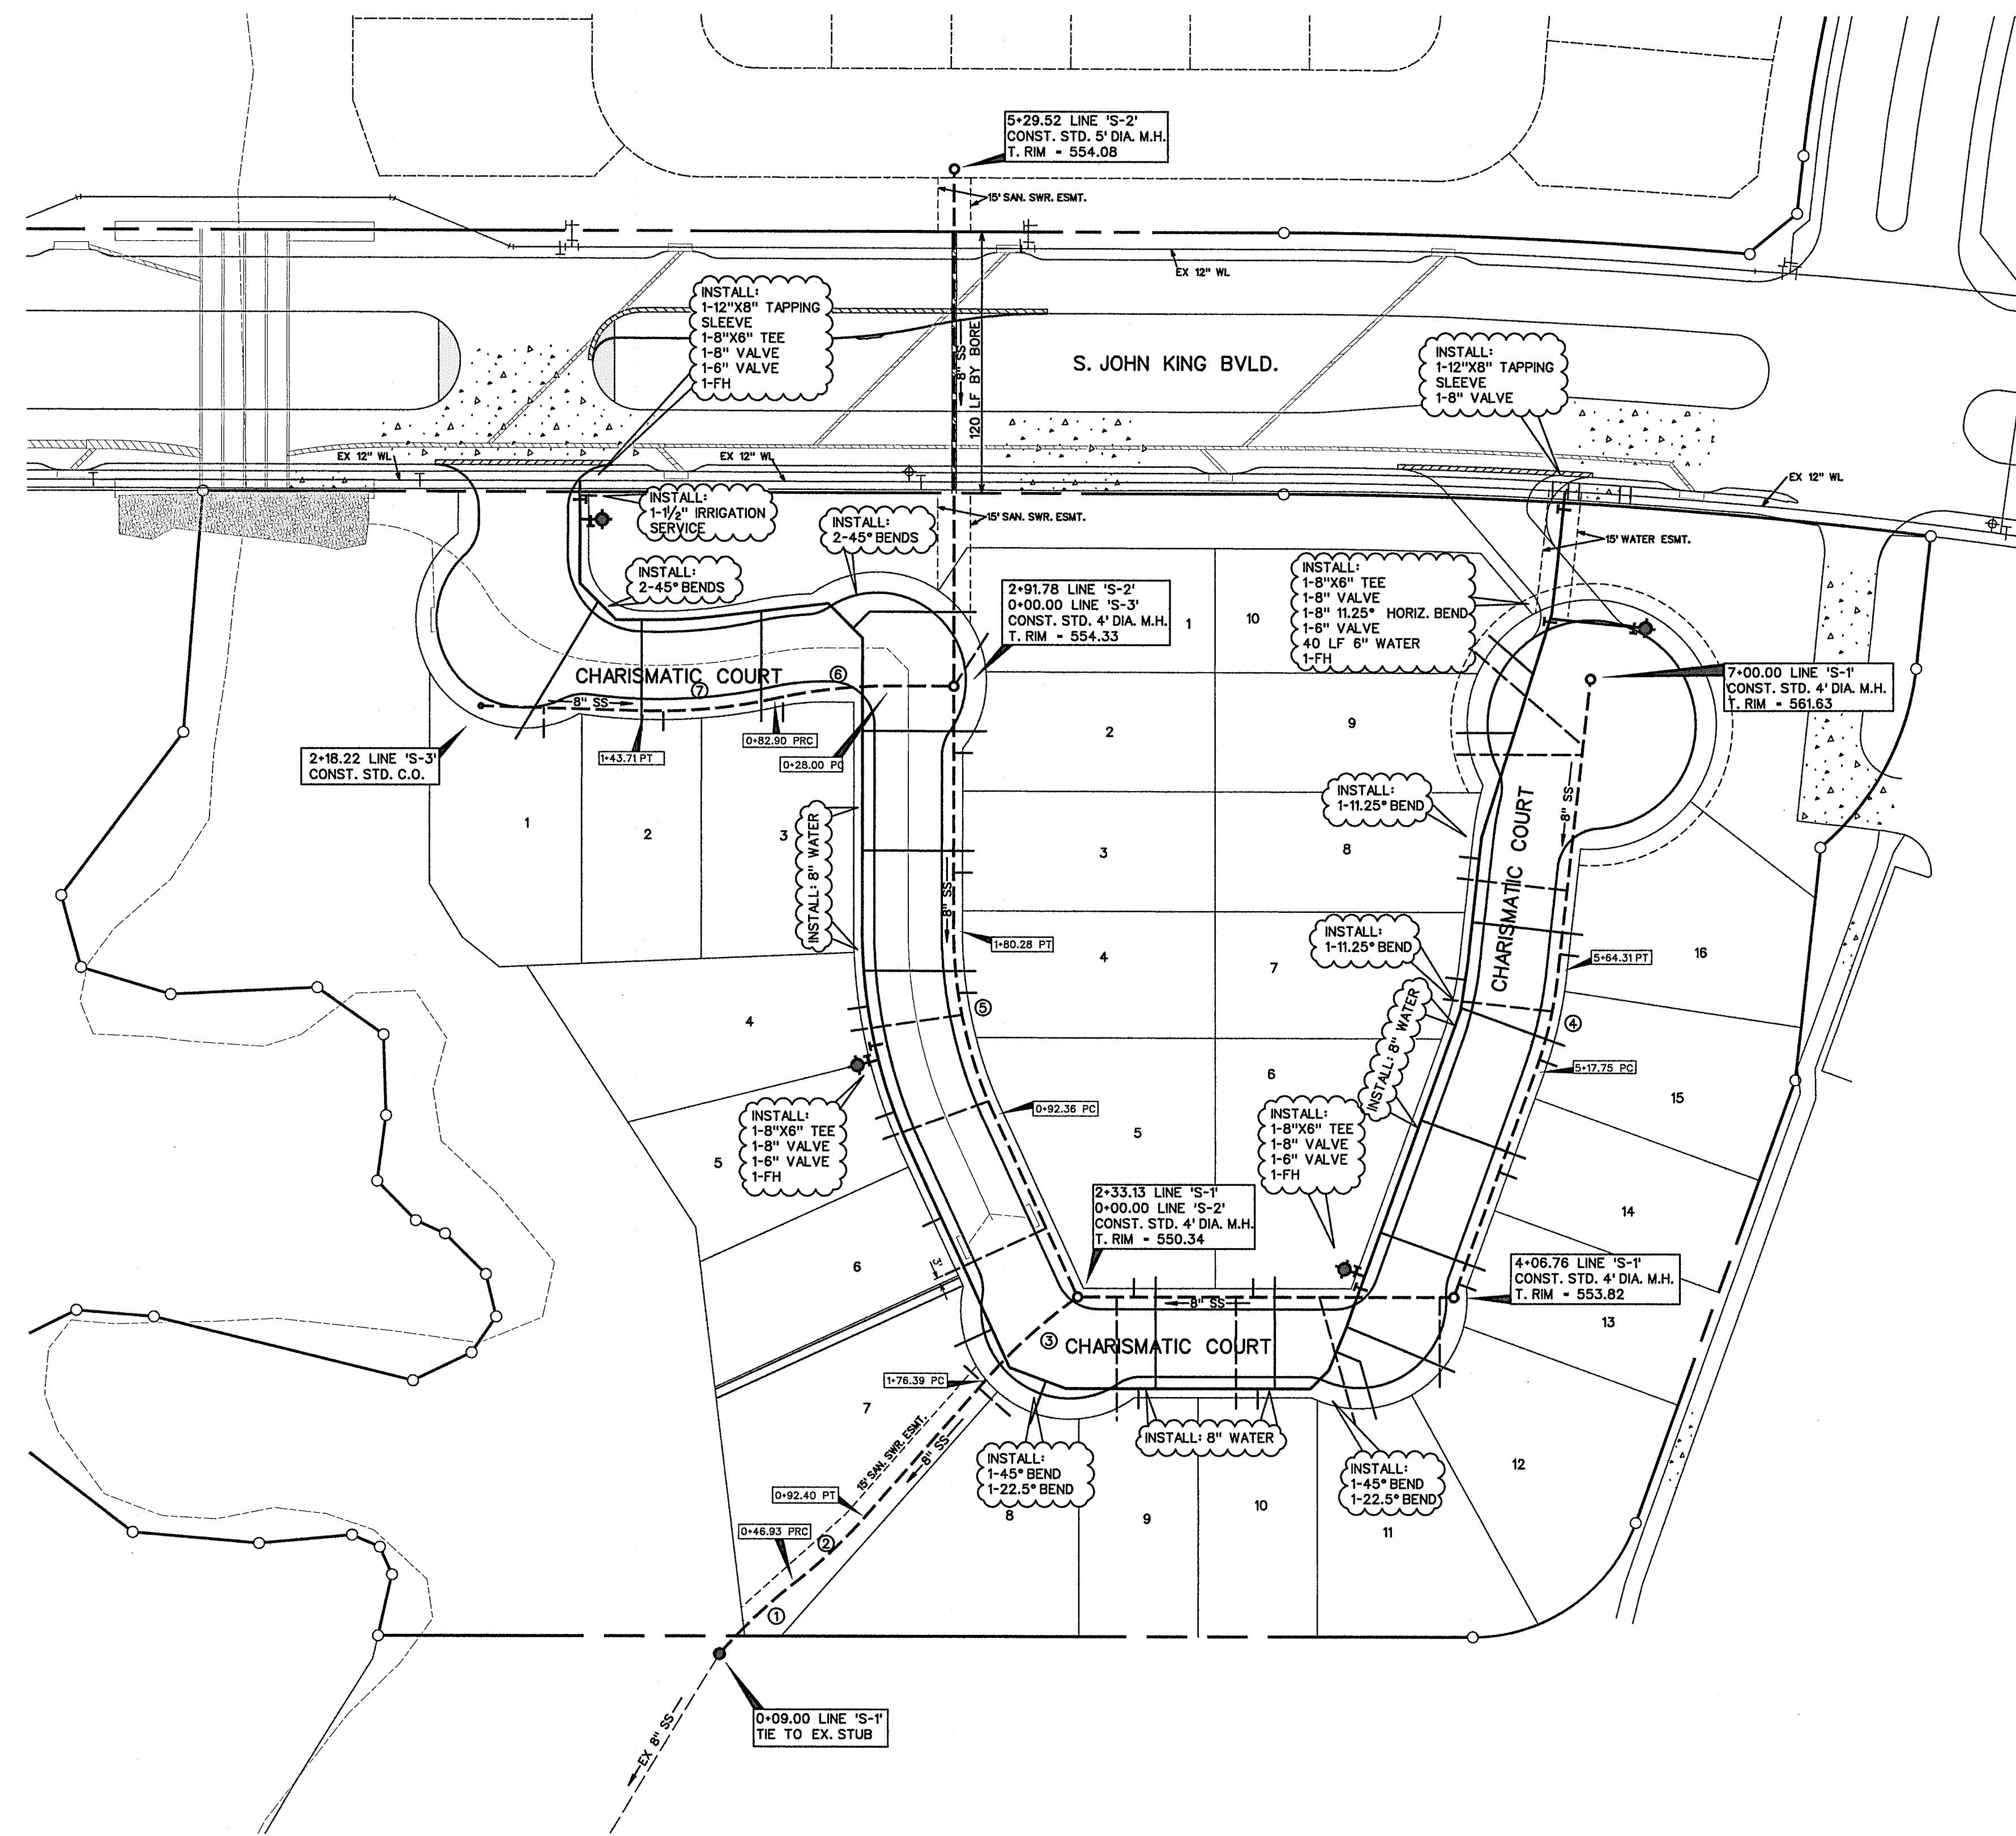 5+29.52 LINE 'S-2'
CONST. STD. 5' DIA. M.H.
T. RIM = 554.08
15' SAN. SWR. ESMT.
EX 12" WL
INSTALL:
1-12"X8" TAPPING
SLEEVE
1-8"X6" TEE
1-8" VALVE
1-6" VALVE
1-FH
8" SS
120 LF BY BORE
S. JOHN KING BVLD.
INSTALL:
1-12"X8" TAPPING
SLEEVE
1-8" VALVE
EX 12" WL
EX 12" WL
EX 12" WL
INSTALL:
1-1 1/2" IRRIGATION
SERVICE
INSTALL:
2-45° BENDS
15' SAN. SWR. ESMT.
15' WATER ESMT.
INSTALL:
2-45° BENDS
2+91.78 LINE 'S-2'
0+00.00 LINE 'S-3'
CONST. STD. 4' DIA. M.H.
T. RIM = 554.33
1
10
INSTALL:
1-8"X6" TEE
1-8" VALVE
1-8" 11.25° HORIZ. BEND
1-6" VALVE
40 LF 6" WATER
1-FH
7+00.00 LINE 'S-1'
CONST. STD. 4' DIA. M.H.
T. RIM = 561.63
CHARISMATIC COURT
6
7
8" SS
2+18.22 LINE 'S-3'
CONST. STD. C.O.
1+43.71 PT
0+82.90 PRC
0+28.00 PC
2
9
1
2
3
INSTALL: 8" WATER
3
8
INSTALL:
1-11.25° BEND
8" SS
CHARISMATIC COURT
8" SS
1+80.28 PT
4
7
INSTALL:
1-11.25° BEND
5+64.31 PT
16
4
5
INSTALL: 8" WATER
4
5+17.75 PC
6
15
INSTALL:
1-8"X6" TEE
1-8" VALVE
1-6" VALVE
1-FH
5
0+92.36 PC
5
INSTALL:
1-8"X6" TEE
1-8" VALVE
1-6" VALVE
1-FH
14
2+33.13 LINE 'S-1'
0+00.00 LINE 'S-2'
CONST. STD. 4' DIA. M.H.
T. RIM = 550.34
6
3'
4+06.76 LINE 'S-1'
CONST. STD. 4' DIA. M.H.
T. RIM = 553.82
8" SS
13
3
CHARISMATIC COURT
1+76.39 PC
7
15' SAN. SWR. ESMT.
8" SS
INSTALL: 8" WATER
INSTALL:
1-45° BEND
1-22.5° BEND
INSTALL:
1-45° BEND
1-22.5° BEND
12
0+92.40 PT
8
9
10
11
0+46.93 PRC
2
1
0+09.00 LINE 'S-1'
TIE TO EX. STUB
EX 8" SS